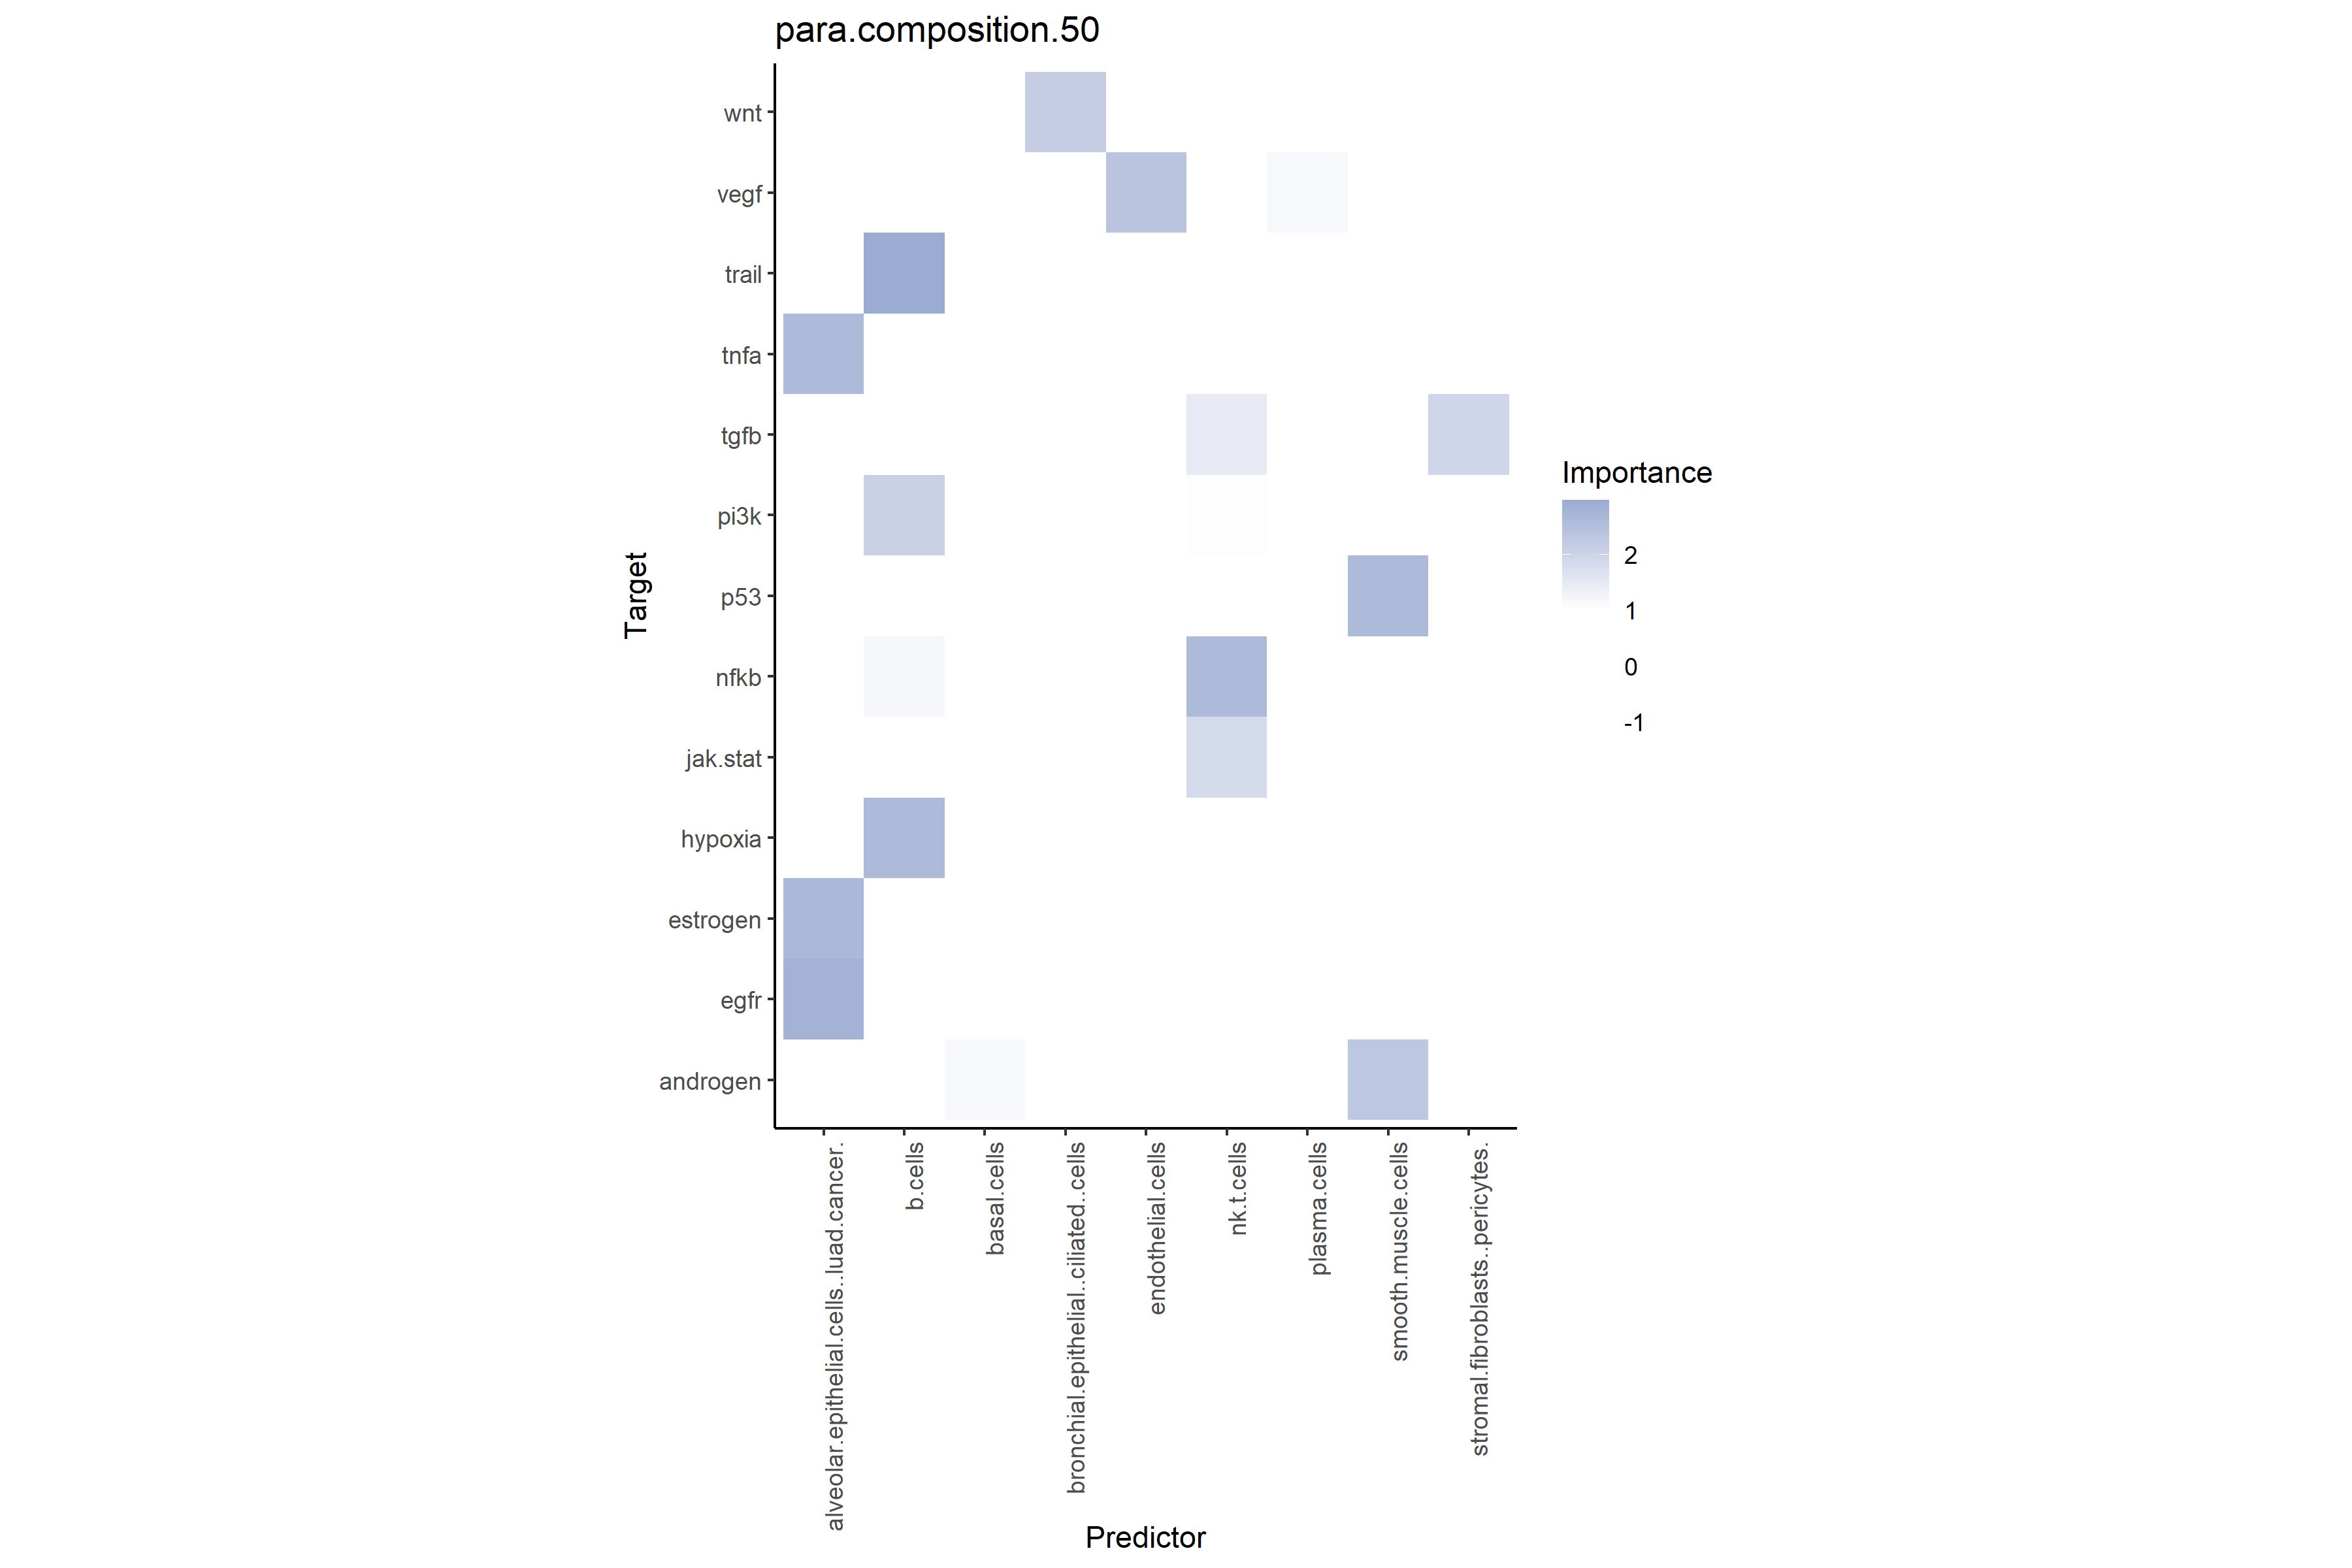 para.composition.50
wnt
vegf
trail
tnfa
tgfb
pi3k
p53
nfkb
jak.stat
hypoxia
estrogen
egfr
androgen
Target
alveolar.epithelial.cells..luad.cancer.
b.cells
basal.cells
bronchial.epithelial..ciliated..cells
endothelial.cells
nk.t.cells
plasma.cells
smooth.muscle.cells
stromal.fibroblasts..pericytes.
Predictor
Importance
2
1
0
-1